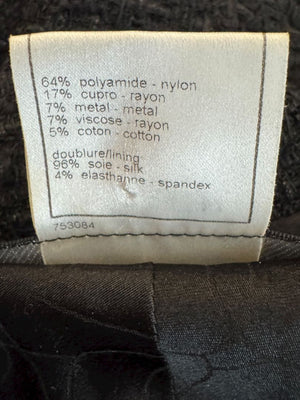 64% polyamide - nylon
17% cupro - rayon
7% metal - metal
7% viscose - rayon
5% coton - cotton
doublure/lining
96% soie - silk
4% elasthanne - spandex
753084